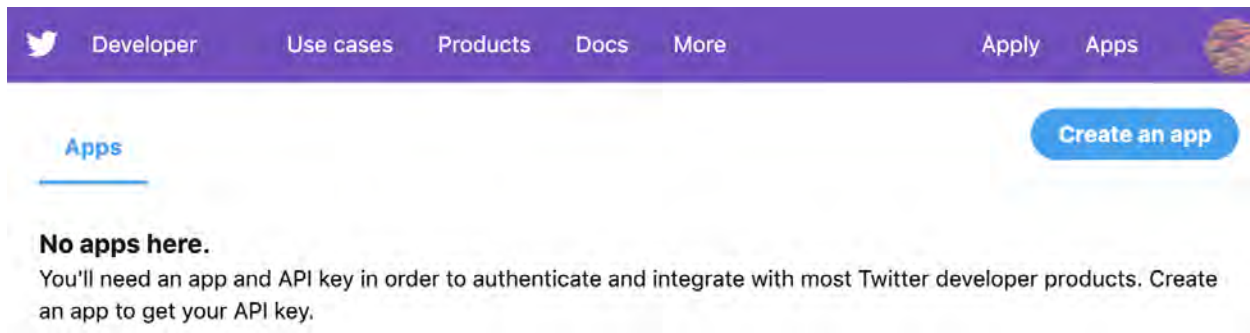 Developer Use cases Products Docs More Apply Apps
Apps
Create an app
No apps here.
You'll need an app and API key in order to authenticate and integrate with most Twitter developer products. Create
an app to get your API key.